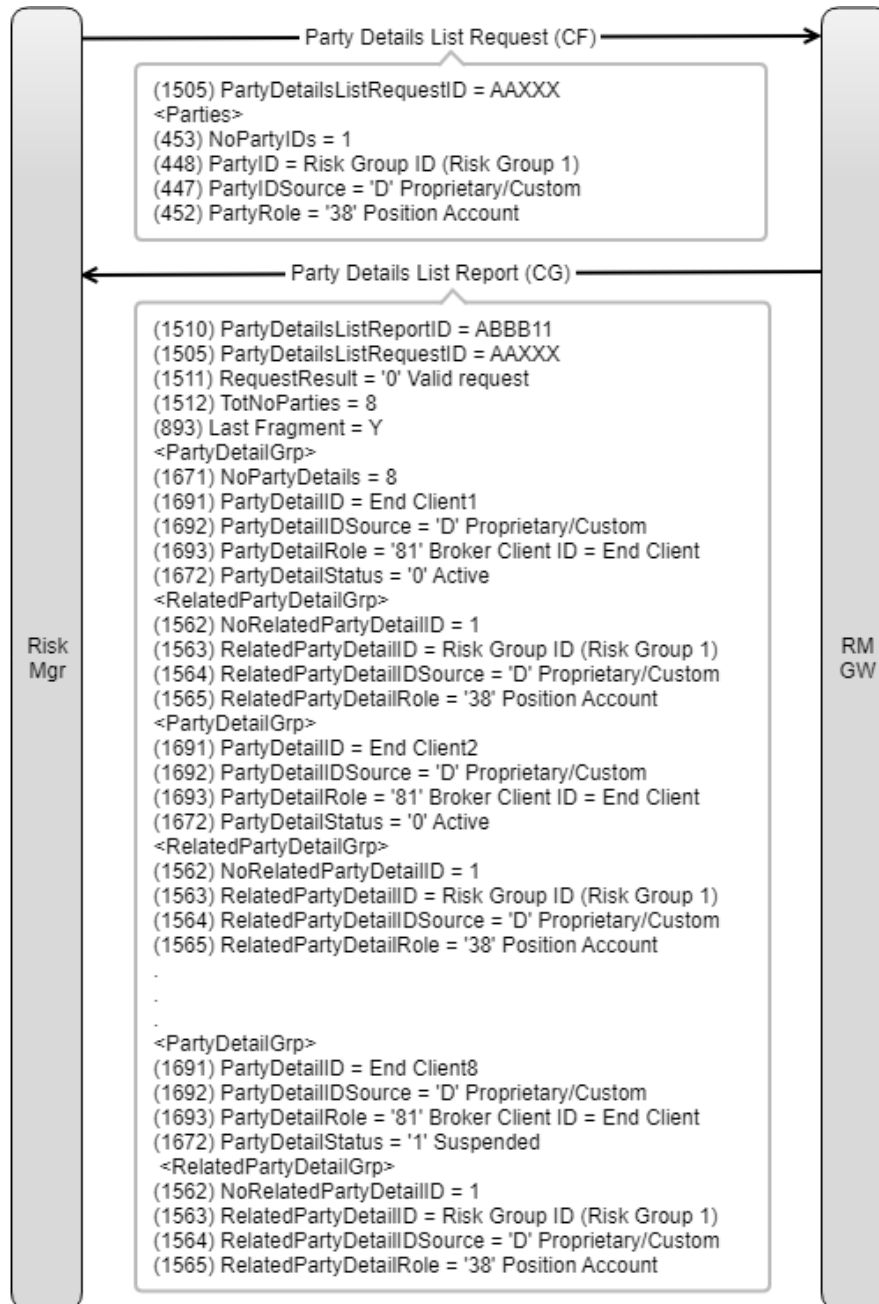 Party Details List Request (CF)
(1505) PartyDetailsListRequestID = AAXXX
<Parties>
(453) NoPartyIDs = 1
(448) PartyID = Risk Group ID (Risk Group 1)
(447) PartyIDSource = 'D' Proprietary/Custom
(452) PartyRole = '38' Position Account
Party Details List Report (CG)
(1510) PartyDetailsListReportID = ABBB11
(1505) PartyDetailsListRequestID = AAXXX
(1511) RequestResult = '0' Valid request
(1512) TotNoParties = 8
(893) Last Fragment = Y
<PartyDetailGrp>
(1671) NoPartyDetails = 8
(1691) PartyDetailID = End Client1
(1692) PartyDetailIDSource = 'D' Proprietary/Custom
(1693) PartyDetailRole = '81' Broker Client ID = End Client
(1672) PartyDetailStatus = '0' Active
<RelatedPartyDetailGrp>
(1562) NoRelatedPartyDetailID = 1
(1563) RelatedPartyDetailID = Risk Group ID (Risk Group 1)
(1564) RelatedPartyDetailIDSource = 'D' Proprietary/Custom
(1565) RelatedPartyDetailRole = '38' Position Account
<PartyDetailGrp>
(1691) PartyDetailID = End Client2
(1692) PartyDetailIDSource = 'D' Proprietary/Custom
(1693) PartyDetailRole = '81' Broker Client ID = End Client
(1672) PartyDetailStatus = '0' Active
<RelatedPartyDetailGrp>
(1562) NoRelatedPartyDetailID = 1
(1563) RelatedPartyDetailID = Risk Group ID (Risk Group 1)
(1564) RelatedPartyDetailIDSource = 'D' Proprietary/Custom
(1565) RelatedPartyDetailRole = '38' Position Account
.
.
.
<PartyDetailGrp>
(1691) PartyDetailID = End Client8
(1692) PartyDetailIDSource = 'D' Proprietary/Custom
(1693) PartyDetailRole = '81' Broker Client ID = End Client
(1672) PartyDetailStatus = '1' Suspended
<RelatedPartyDetailGrp>
(1562) NoRelatedPartyDetailID = 1
(1563) RelatedPartyDetailID = Risk Group ID (Risk Group 1)
(1564) RelatedPartyDetailIDSource = 'D' Proprietary/Custom
(1565) RelatedPartyDetailRole = '38' Position Account
Risk
Mgr
RM
GW